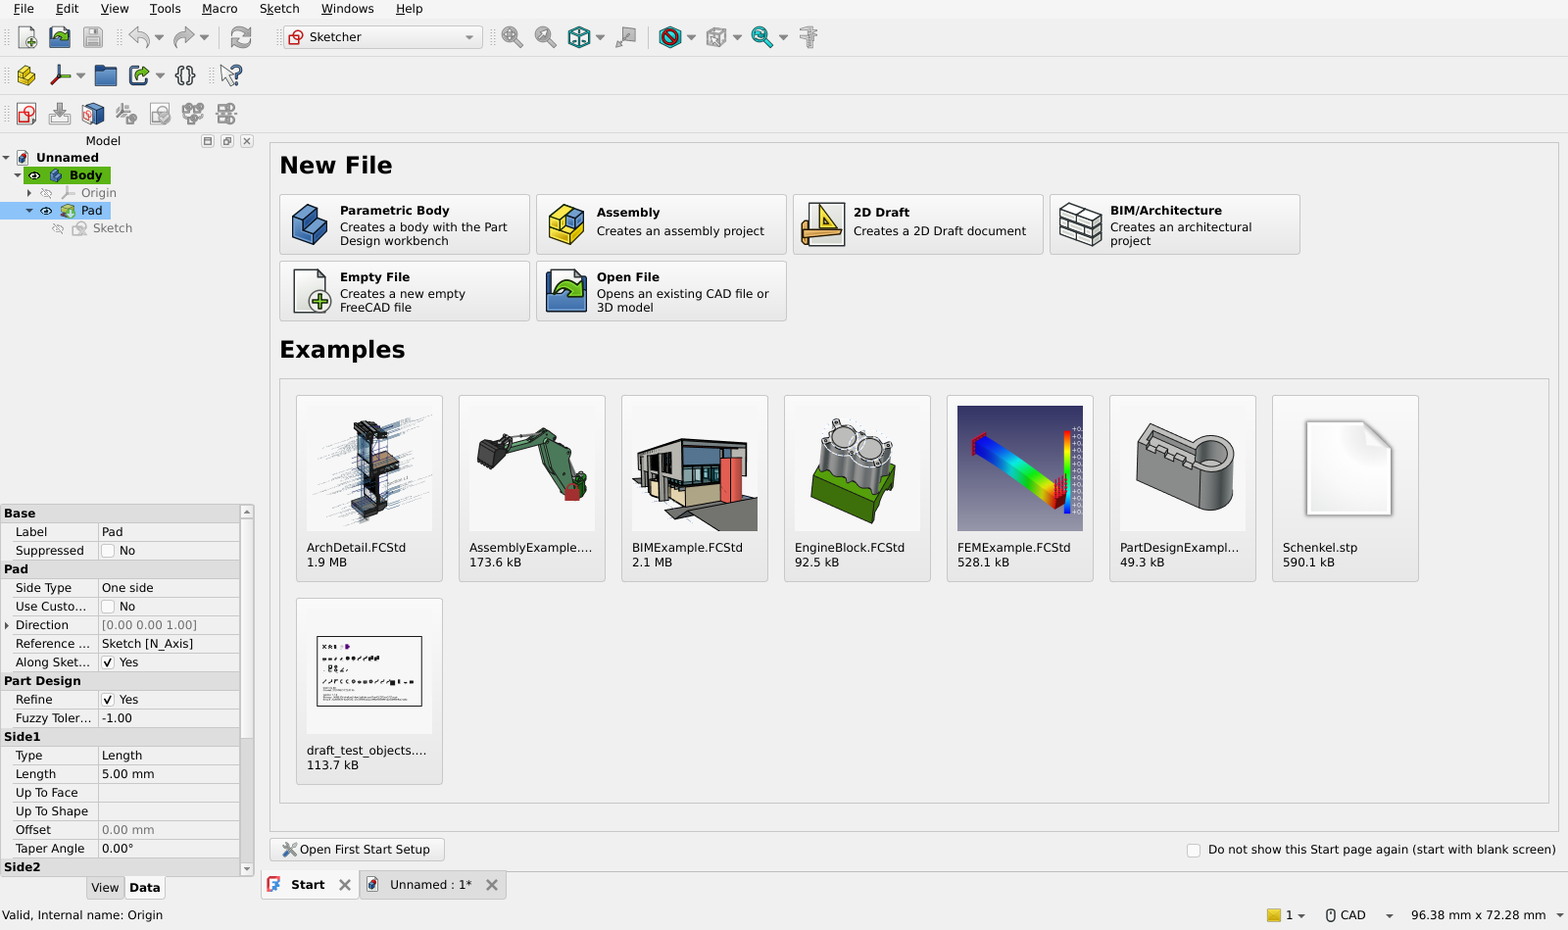 File Edit View Tools Macro Sketch Windows Help
Sketcher
Model
Unnamed
Body
Origin
Pad
Sketch
Base
Label Pad
Suppressed No
Pad
Side Type One side
Use Custo... No
Direction [0.00 0.00 1.00]
Reference ... Sketch [N_Axis]
Along Sket... Yes
Part Design
Refine Yes
Fuzzy Toler... -1.00
Side1
Type Length
Length 5.00 mm
Up To Face
Up To Shape
Offset 0.00 mm
Taper Angle 0.00°
Side2
View Data
New File
Parametric Body
Creates a body with the Part
Design workbench
Assembly
Creates an assembly project
2D Draft
Creates a 2D Draft document
BIM/Architecture
Creates an architectural
project
Empty File
Creates a new empty
FreeCAD file
Open File
Opens an existing CAD file or
3D model
Examples
ArchDetail.FCStd
1.9 MB
AssemblyExample....
173.6 kB
BIMExample.FCStd
2.1 MB
EngineBlock.FCStd
92.5 kB
FEMExample.FCStd
528.1 kB
PartDesignExampl...
49.3 kB
Schenkel.stp
590.1 kB
draft_test_objects....
113.7 kB
Open First Start Setup
Do not show this Start page again (start with blank screen)
Start
Unnamed : 1*
Valid, Internal name: Origin
1
CAD
96.38 mm x 72.28 mm